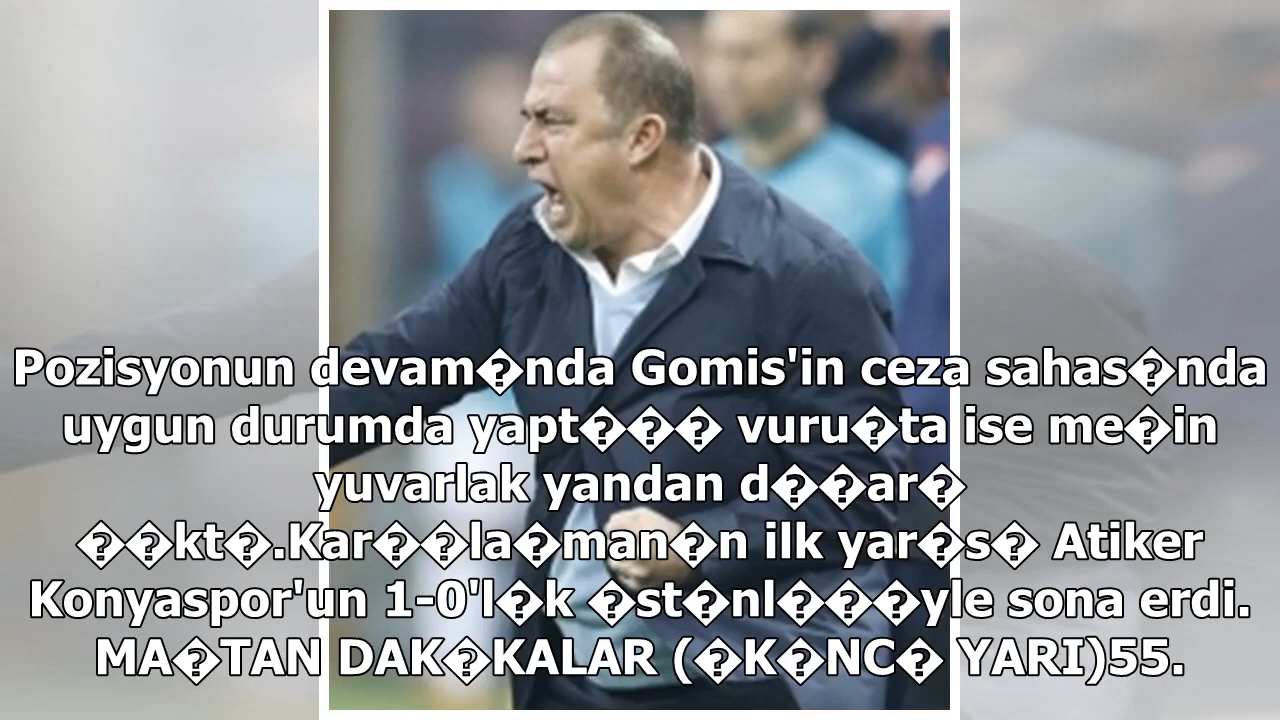 Pozisyonun devam�nda Gomis'in ceza sahas�nda
uygun durumda yapt��� vuru�ta ise me�in
yuvarlak yandan d��ar�
��kt�.Kar��la�man�n ilk yar�s� Atiker
Konyaspor'un 1-0'l�k �st�nl���yle sona erdi.
MA�TAN DAK�KALAR (�K�NC� YARI)55.